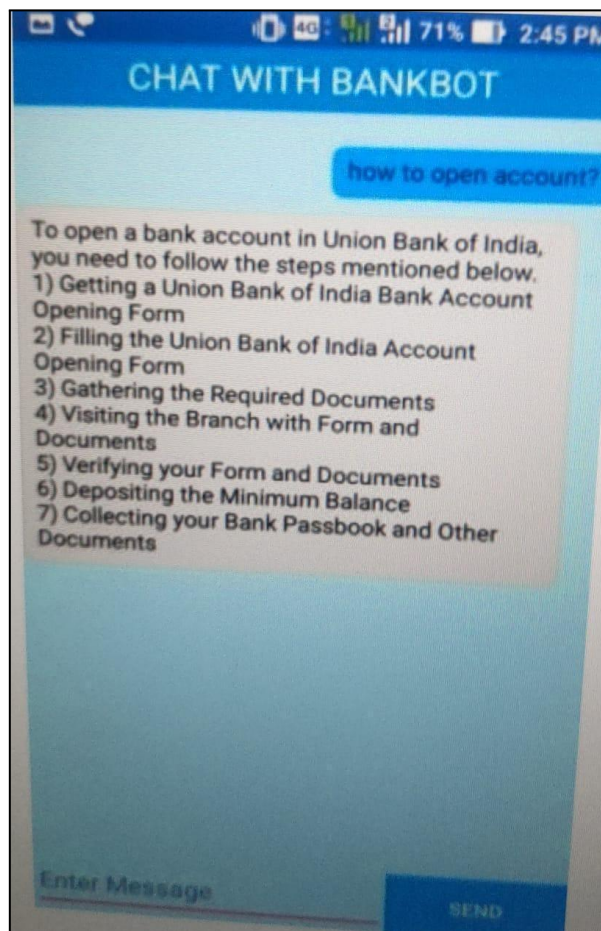 4G 71% 2:45 PM
CHAT WITH BANKBOT
how to open account?
To open a bank account in Union Bank of India,
you need to follow the steps mentioned below.
1) Getting a Union Bank of India Bank Account
Opening Form
2) Filling the Union Bank of India Account
Opening Form
3) Gathering the Required Documents
4) Visiting the Branch with Form and
Documents
5) Verifying your Form and Documents
6) Depositing the Minimum Balance
7) Collecting your Bank Passbook and Other
Documents
Enter Message
SEND